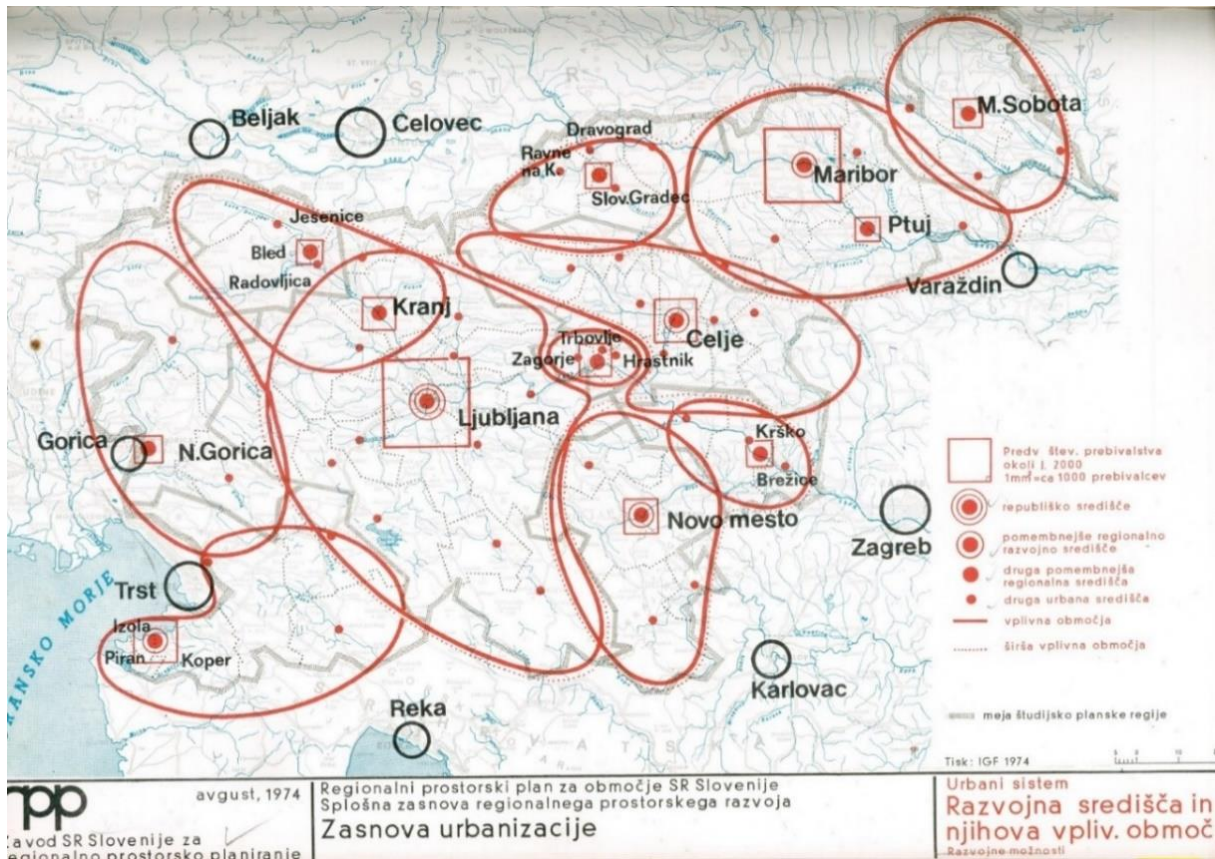 Beljak
Celovec
M.Sobota
Dravograd
Ravne
na K.
Maribor
Slov.Gradec
Ptuj
Jesenice
Bled
Radovljica
Varaždin
Kranj
Celje
Trbovlje
Zagorje
Hrastnik
Ljubljana
Gorica
N.Gorica
Krško
Brežice
Novo mesto
Zagreb
Trst
Izola
Piran
Koper
Karlovac
Reka
ANSKO MORJE
Predv štev. prebivalstva
okoli l. 2000
1mm²=ca 1000 prebivalcev
republiško središče
pomembnejše regionalno
razvojno središče
druga pomembnejša
regionalna središča
druga urbana središča
vplivna območja
širša vplivna območja
meja študijsko planske regije
Tisk: IGF 1974
rpp
avgust, 1974
zavod SR Slovenije za
regionalno prostorsko planiranje
Regionalni prostorski plan za območje SR Slovenije
Splošna zasnova regionalnega prostorskega razvoja
Zasnova urbanizacije
Urbani sistem
Razvojna središča in
njihova vpliv. območ
Razvojne možnosti